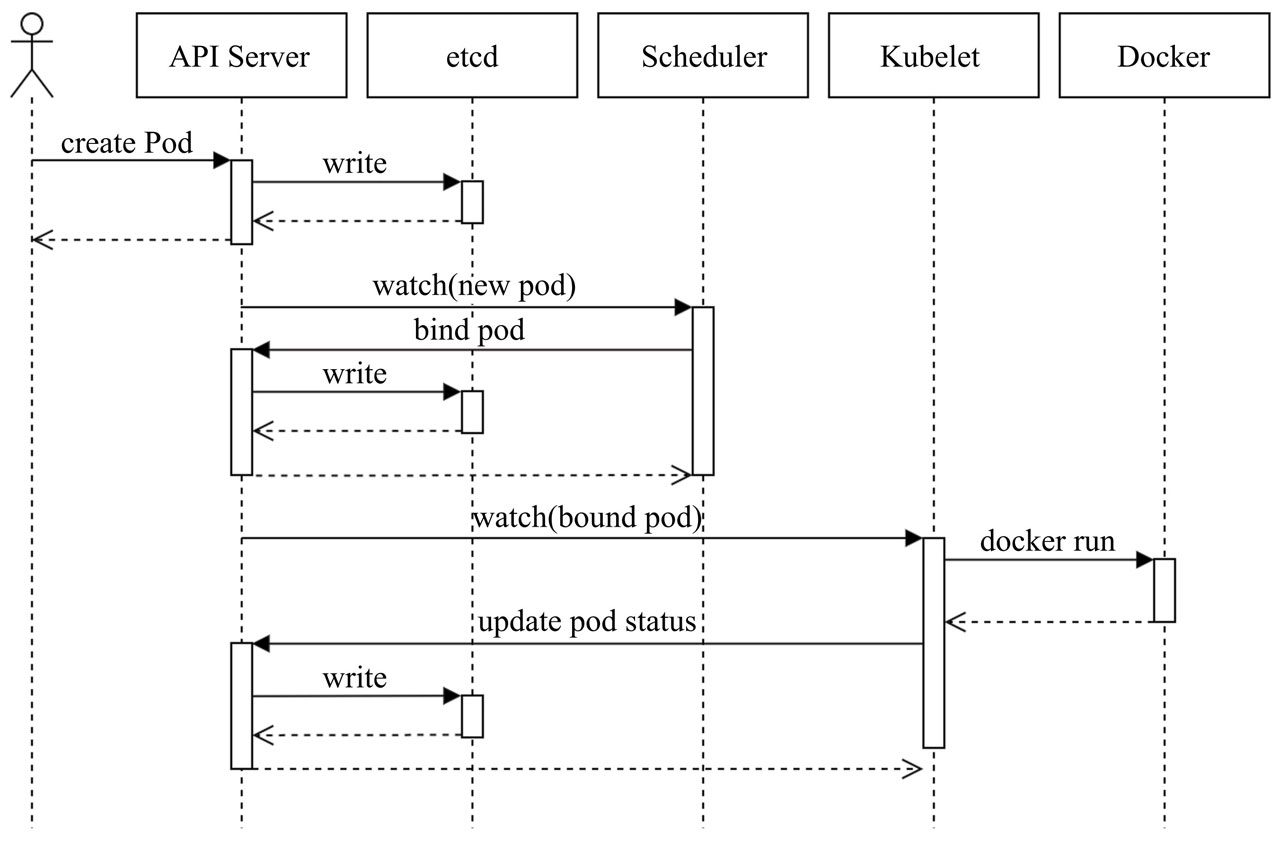 API Server
etcd
Scheduler
Kubelet
Docker
create Pod
write
watch(new pod)
bind pod
write
watch(bound pod)
docker run
update pod status
write